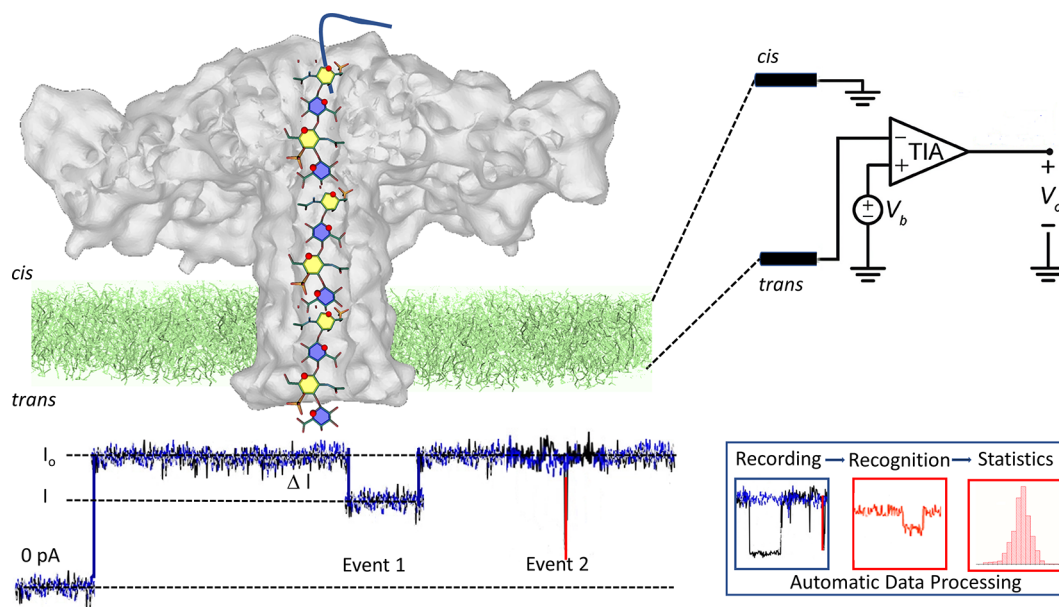 cis
TIA
−
+
V_b
+
−
+
V_o
−
cis
trans
trans
I_o
Δ I
I
0 pA
Event 1
Event 2
Recording
Recognition
Statistics
Automatic Data Processing